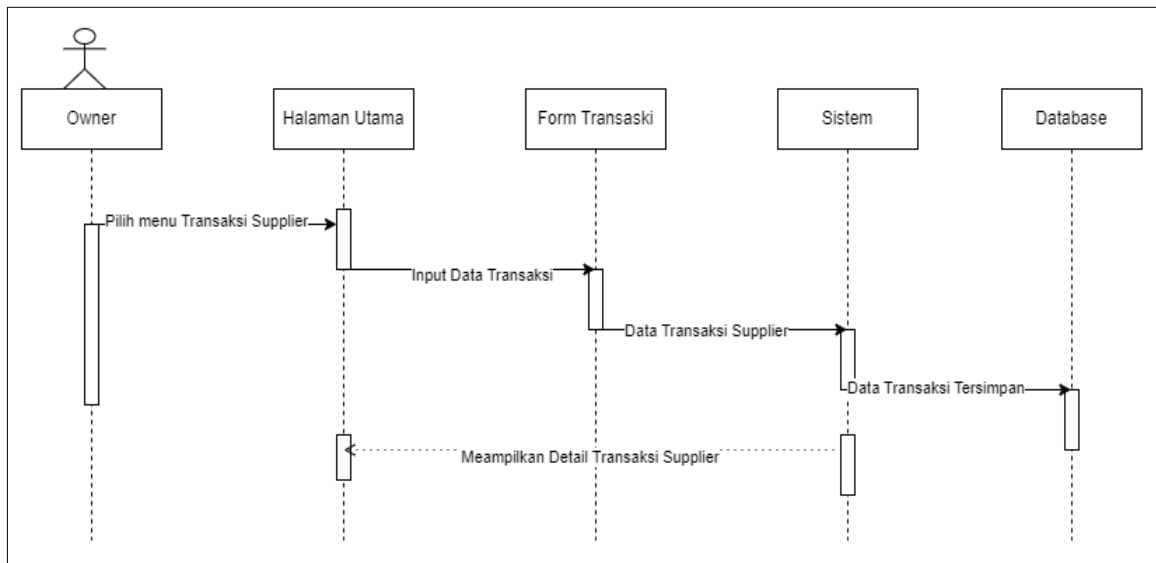 Owner
Halaman Utama
Form Transaski
Sistem
Database
Pilih menu Transaksi Supplier
Input Data Transaksi
Data Transaksi Supplier
Data Transaksi Tersimpan
Meampilkan Detail Transaksi Supplier